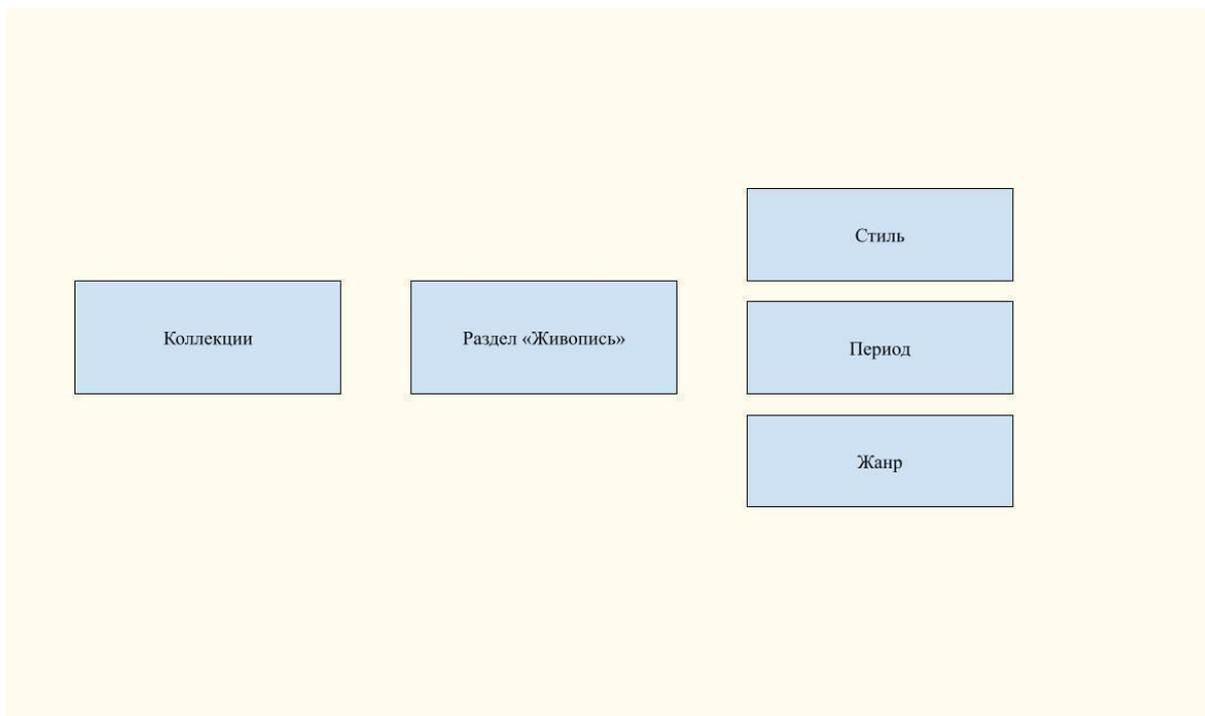 Коллекции
Раздел «Живопись»
Стиль
Период
Жанр